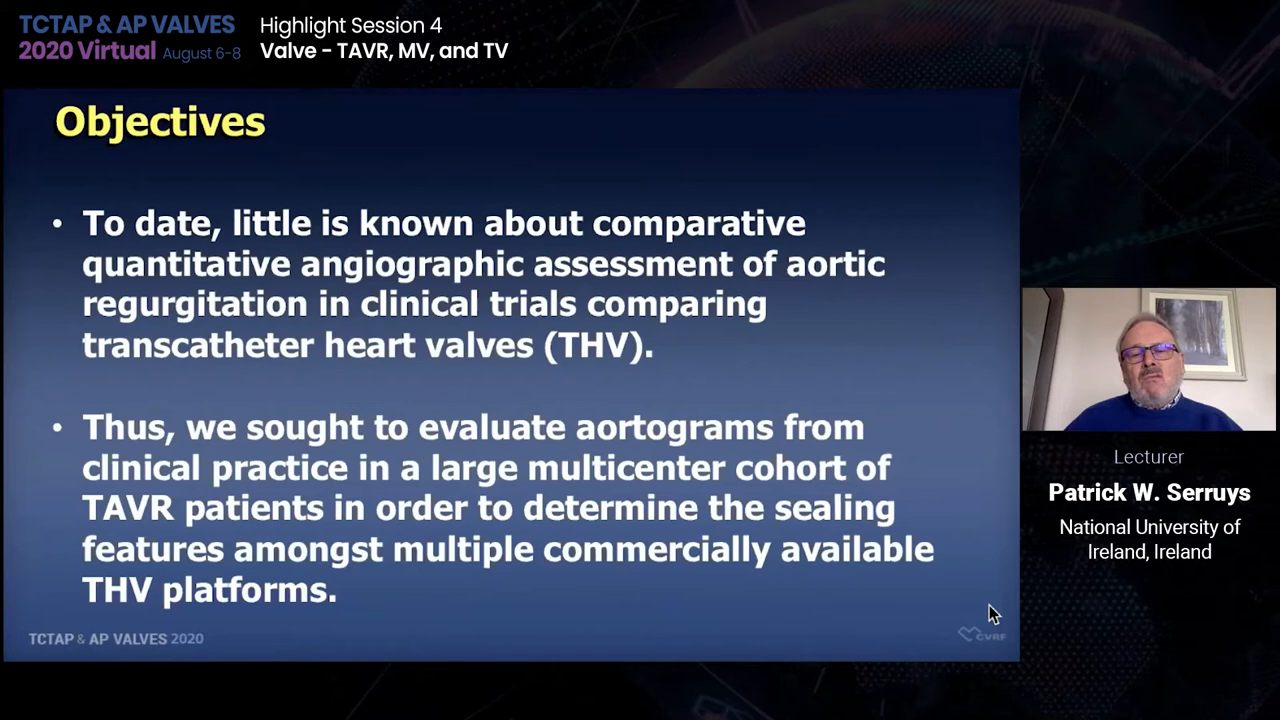 TCTAP & AP VALVES
2020 Virtual August 6-8
Highlight Session 4
Valve - TAVR, MV, and TV
Objectives
• To date, little is known about comparative
quantitative angiographic assessment of aortic
regurgitation in clinical trials comparing
transcatheter heart valves (THV).
• Thus, we sought to evaluate aortograms from
clinical practice in a large multicenter cohort of
TAVR patients in order to determine the sealing
features amongst multiple commercially available
THV platforms.
TCTAP & AP VALVES 2020
CVRF
Lecturer
Patrick W. Serruys
National University of
Ireland, Ireland